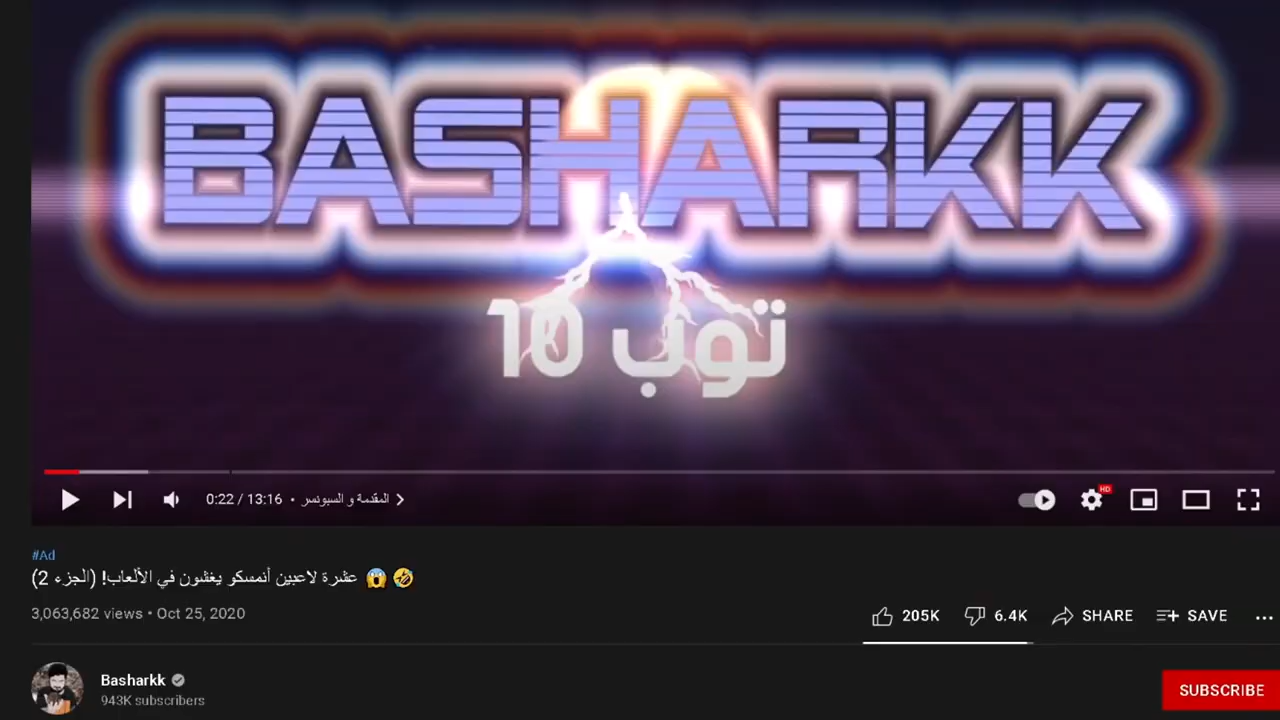 BASHARKK
توب 10
0:22 / 13:16 • المقدمة و السبونسر
HD
#Ad
عشرة لاعبين أنمسكو يغشون في الألعاب! (الجزء 2) 😱 🤣
3,063,682 views • Oct 25, 2020
205K 6.4K SHARE SAVE
Basharkk
943K subscribers
SUBSCRIBE